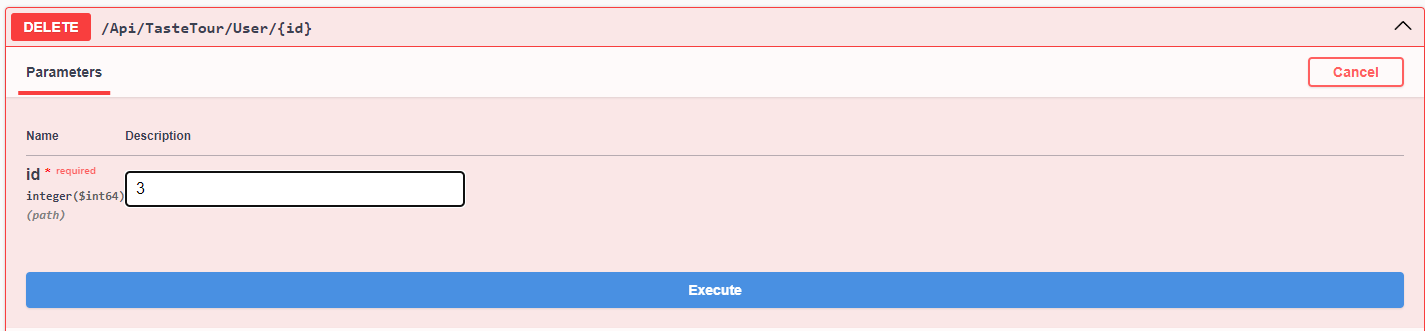 DELETE /Api/TasteTour/User/{id}
Parameters Cancel
Name Description
id * required
integer($int64) 3
(path)
Execute